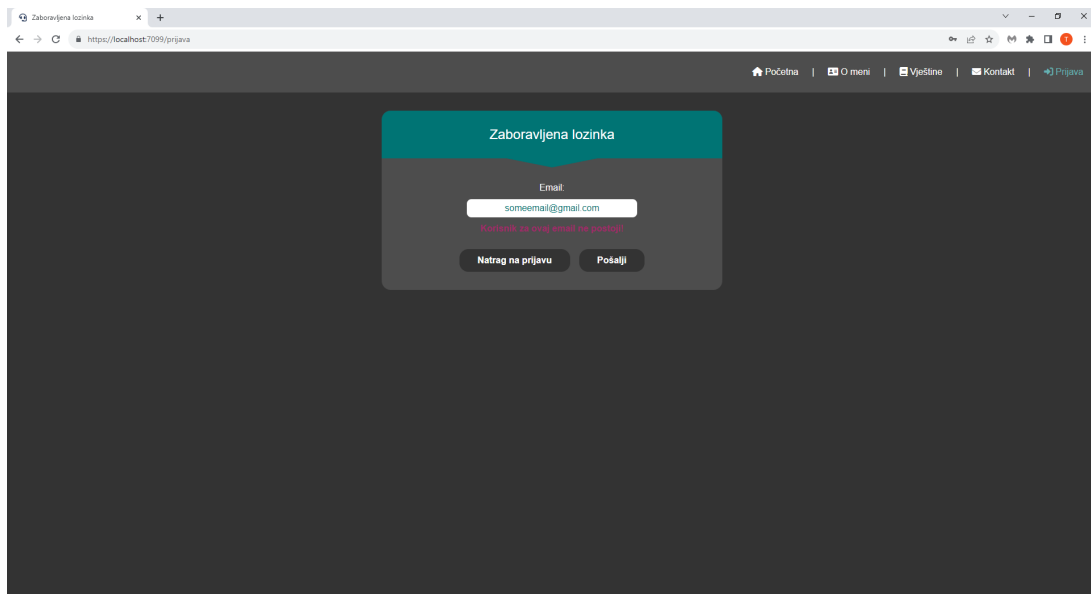 Zaboravljena lozinka
https://localhost:7099/prijava
T
Početna | O meni | Vještine | Kontakt | Prijava
Zaboravljena lozinka
Email:
someemail@gmail.com
Korisnik sa ovaj email ne postoji!
Natrag na prijavu Pošalji